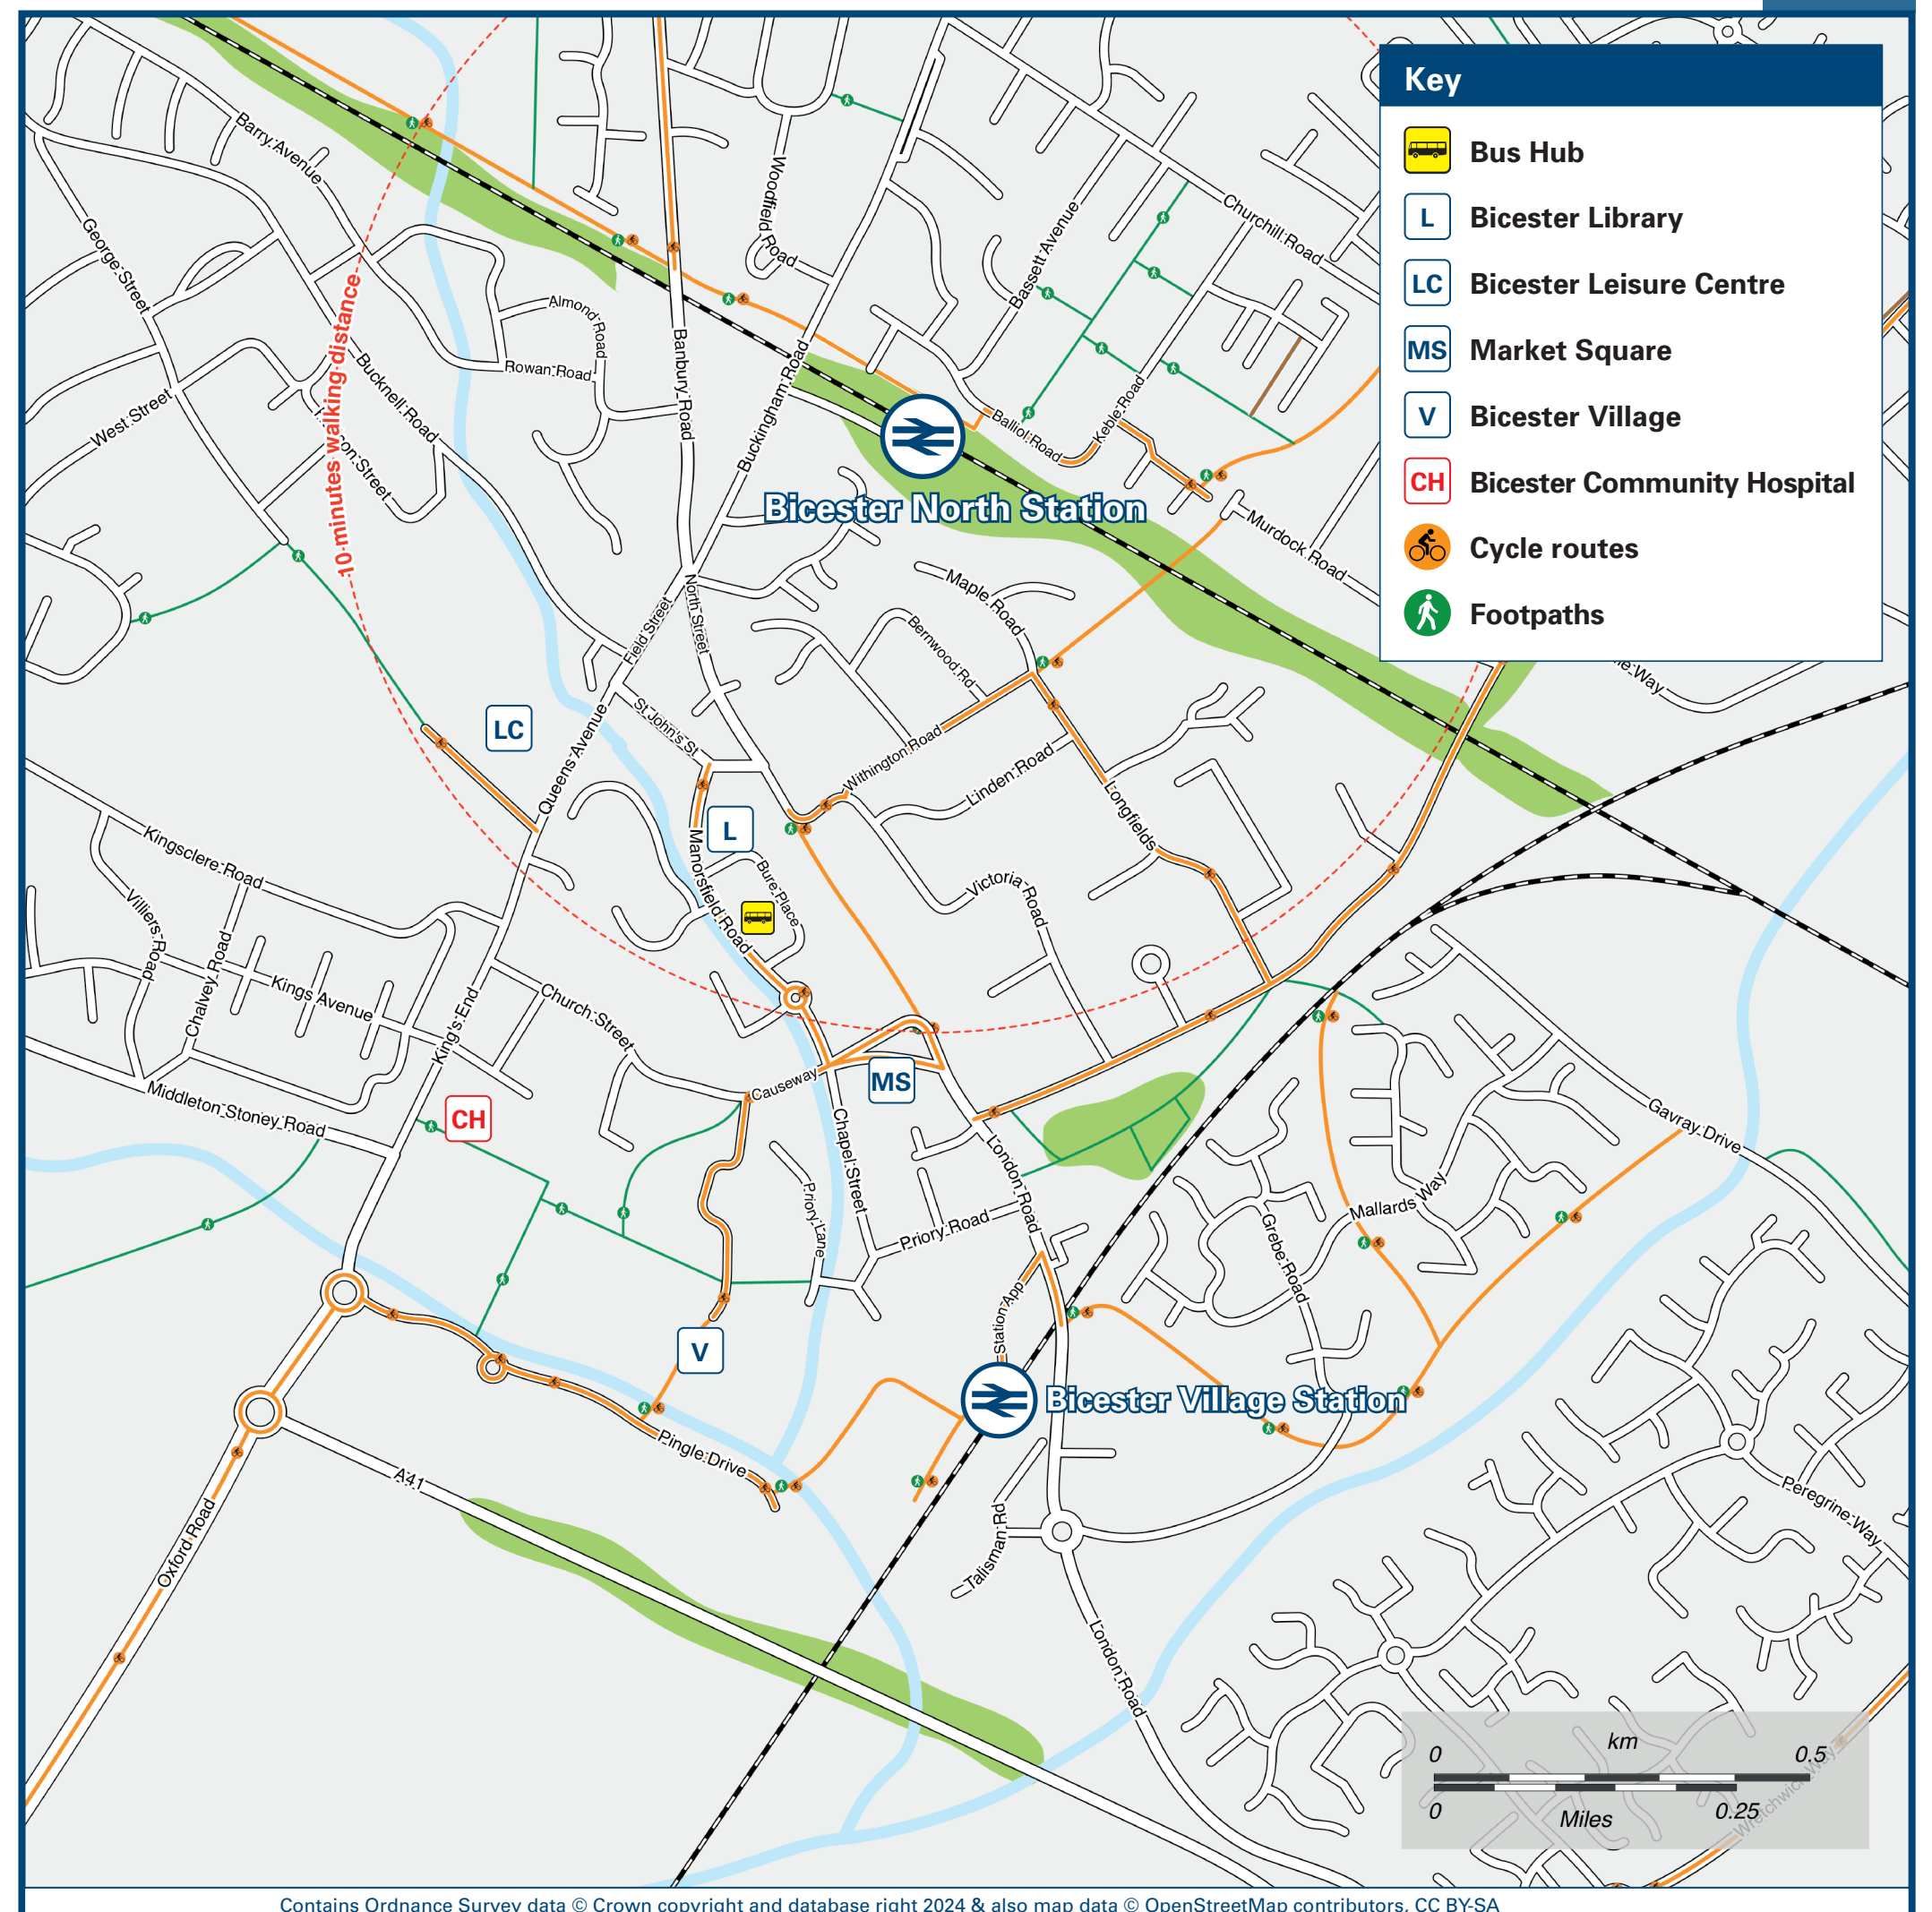 Key
Bus Hub
L Bicester Library
LC Bicester Leisure Centre
MS Market Square
V Bicester Village
CH Bicester Community Hospital
Cycle routes
Footpaths
Barry Avenue
George Street
West Street
Bucknell Road
10 minutes walking distance
Almond Road
Rowan Road
Banbury Road
Buckingham Road
Woodfield Road
Bassett Avenue
Churchill Road
Keble Road
Balliol Road
Murdock Road
Bicester North Station
Maple Road
Bernwood Rd
Field Street
North Street
St John's St
Queens Avenue
LC
L
Manorsfield Road
Bure Place
Withington Road
Linden Road
Longfields
Victoria Road
Kingsclere Road
Villiers Road
Chalvey Road
Kings Avenue
King's End
Church Street
Middleton Stoney Road
CH
Causeway
MS
Chapel Street
Priory Lane
Priory Road
London Road
Station App
V
Bicester Village Station
Mallards Way
Grebe Road
Gavray Drive
Pingle Drive
A41
Oxford Road
Talisman Rd
London Road
Peregrine Way
Wretchwick Way
0 km 0.5
0 Miles 0.25
Contains Ordnance Survey data © Crown copyright and database right 2024 & also map data © OpenStreetMap contributors, CC BY-SA